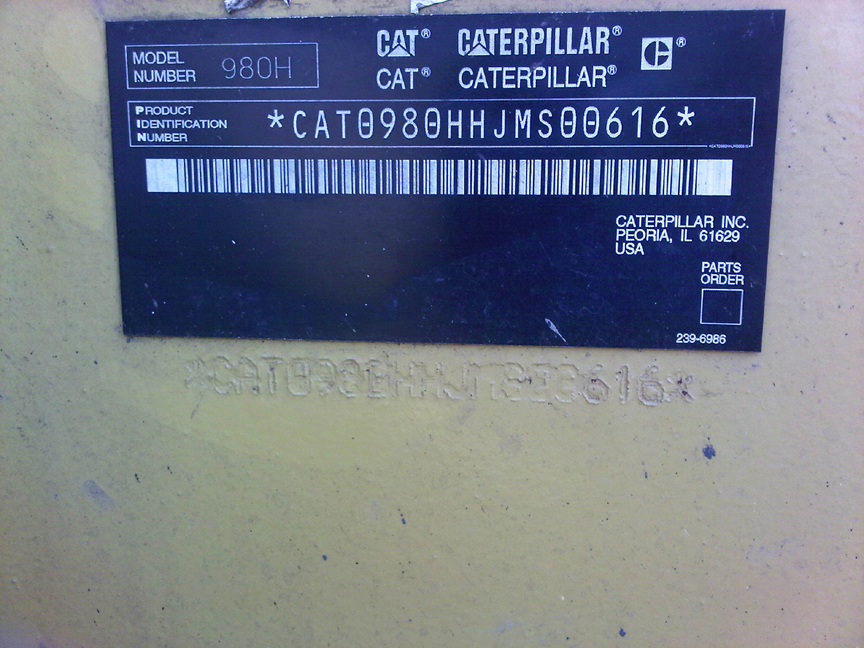 MODEL NUMBER 980H
CAT® CATERPILLAR® C®
CAT® CATERPILLAR®
PRODUCT
IDENTIFICATION
NUMBER
*CAT0980HHJMS00616*
CATERPILLAR INC.
PEORIA, IL 61629
USA
PARTS
ORDER
239-6986
*CAT0980HHJMS00616*